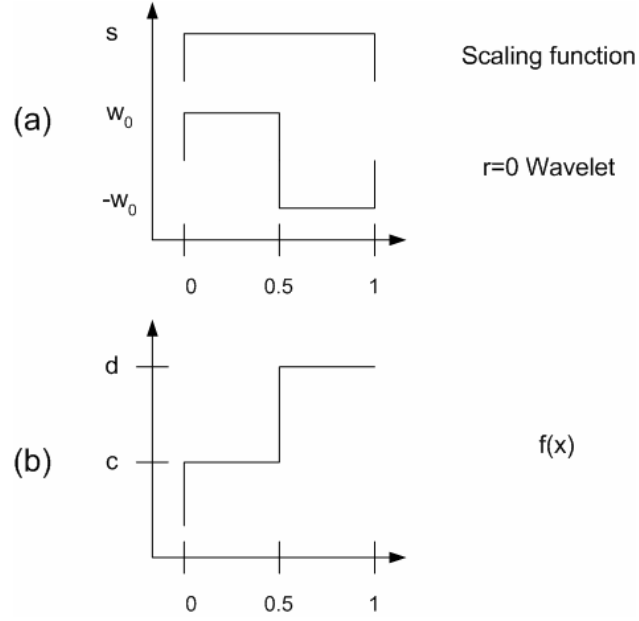 s
Scaling function
(a)
w₀
r=0 Wavelet
-w₀
0 0.5 1
d
(b)
c
f(x)
0 0.5 1